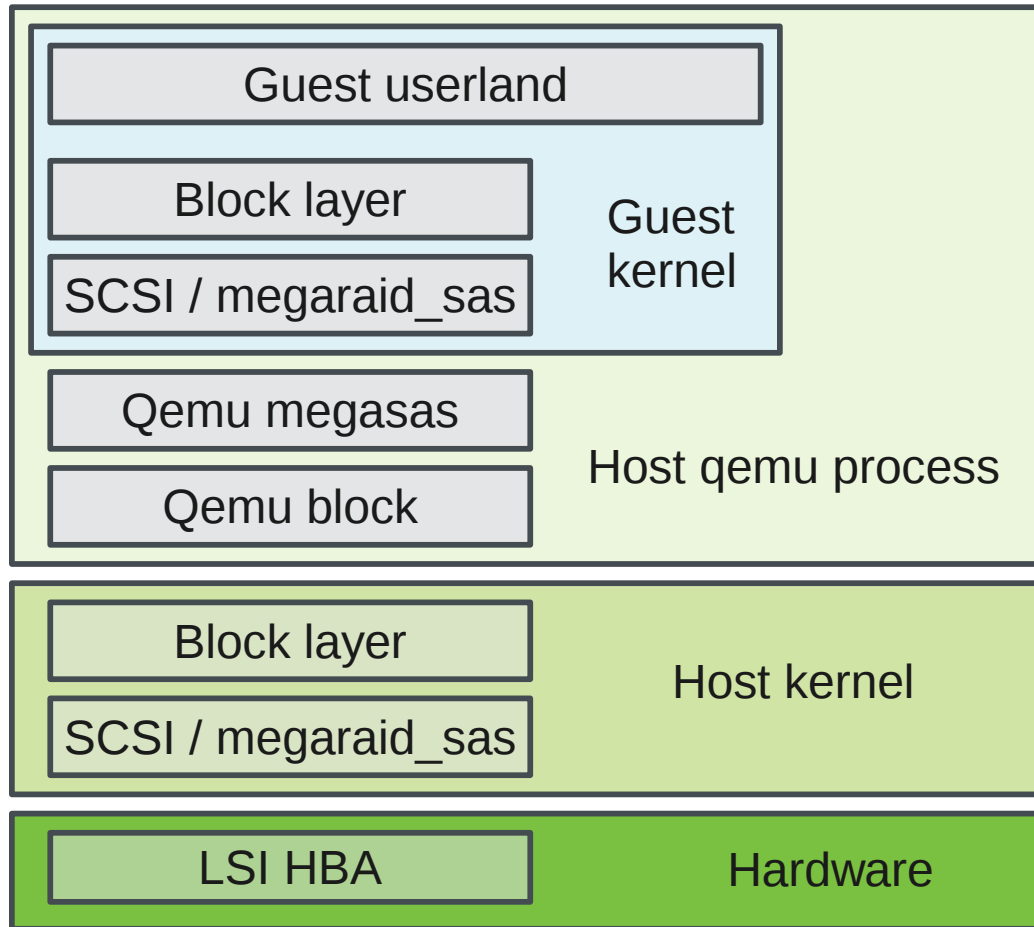 Guest userland
Block layer
Guest
kernel
SCSI / megaraid_sas
Qemu megasas
Host qemu process
Qemu block
Block layer
Host kernel
SCSI / megaraid_sas
LSI HBA
Hardware